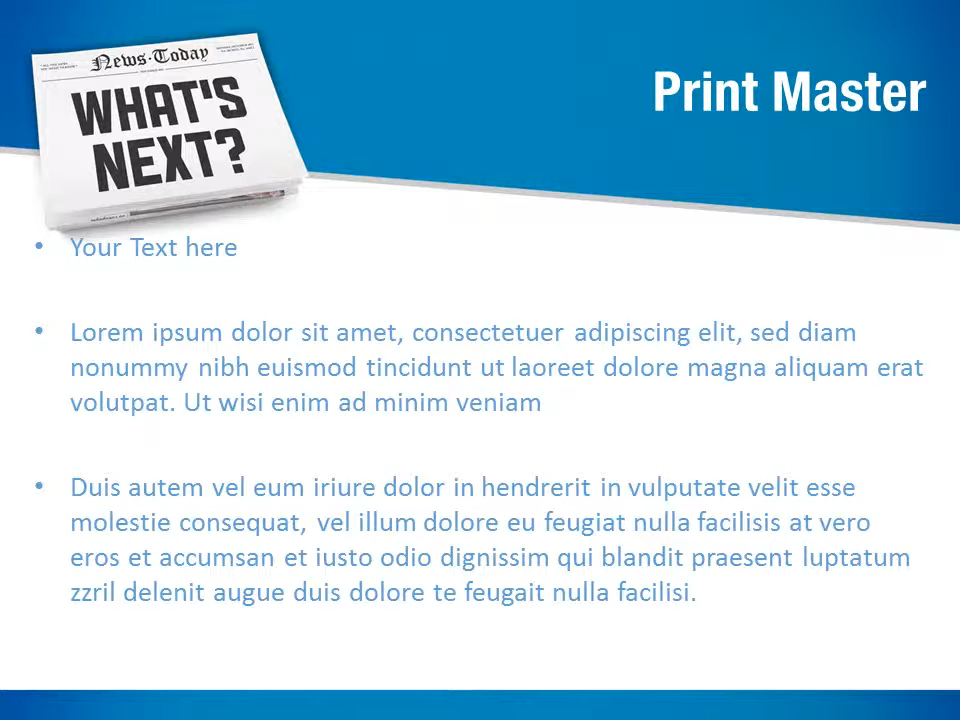 News·Today
WHAT'S
NEXT?
Print Master
• Your Text here
• Lorem ipsum dolor sit amet, consectetuer adipiscing elit, sed diam
nonummy nibh euismod tincidunt ut laoreet dolore magna aliquam erat
volutpat. Ut wisi enim ad minim veniam
• Duis autem vel eum iriure dolor in hendrerit in vulputate velit esse
molestie consequat, vel illum dolore eu feugiat nulla facilisis at vero
eros et accumsan et iusto odio dignissim qui blandit praesent luptatum
zzril delenit augue duis dolore te feugait nulla facilisi.